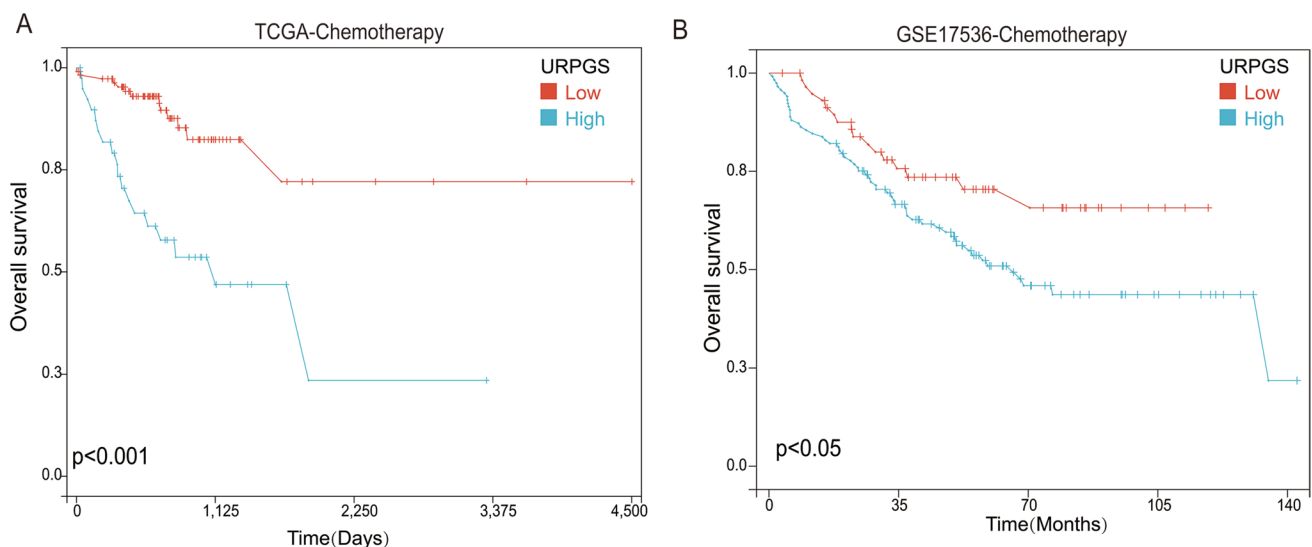 A
TCGA-Chemotherapy
URPGS
Low
High
Overall survival
1.0
0.8
0.5
0.3
0.0
p<0.001
0
1,125
2,250
3,375
4,500
Time(Days)
B
GSE17536-Chemotherapy
URPGS
Low
High
Overall survival
1.0
0.8
0.5
0.3
0.0
p<0.05
0
35
70
105
140
Time(Months)